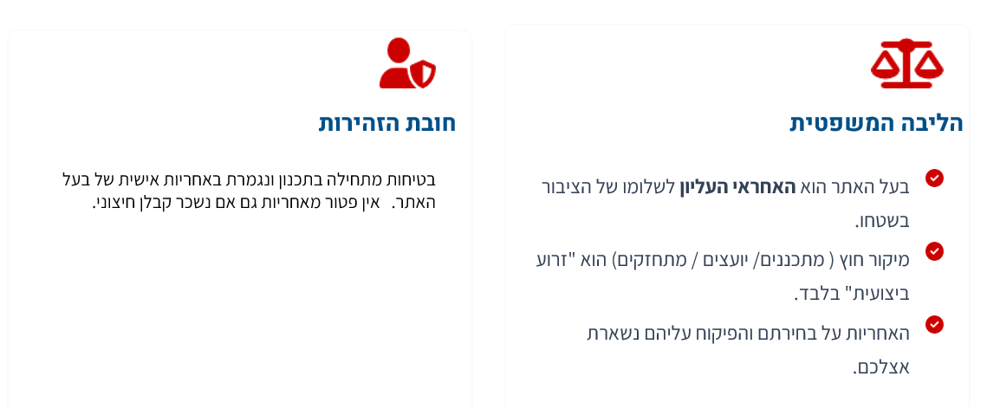 הליבה המשפטית
בעל האתר הוא האחראי העליון לשלומו של הציבור
בשטחו.
מיקור חוץ ( מתכננים/ יועצים / מתחזקים) הוא "זרוע
ביצועית" בלבד.
האחריות על בחירתם והפיקוח עליהם נשארת
אצלכם.
חובת הזהירות
בטיחות מתחילה בתכנון ונגמרת באחריות אישית של בעל
האתר.  אין פטור מאחריות גם אם נשכר קבלן חיצוני.